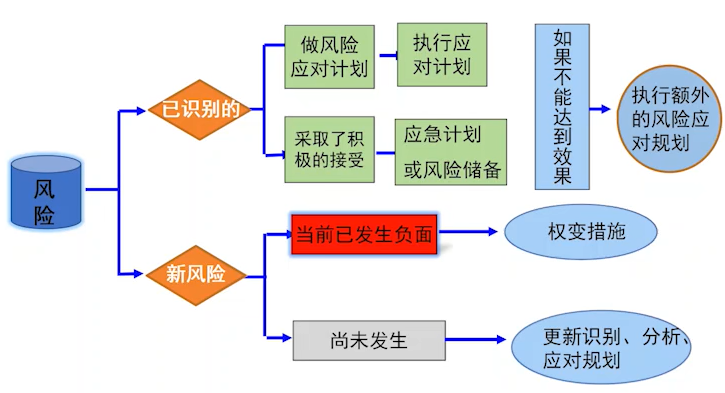 风
险
已识别的
做风险
应对计划
执行应
对计划
采取了积
极的接受
应急计划
或风险储备
如
果
不
能
达
到
效
果
执行额外
的风险应
对规划
新风险
当前已发生负面
权变措施
尚未发生
更新识别、分析、
应对规划